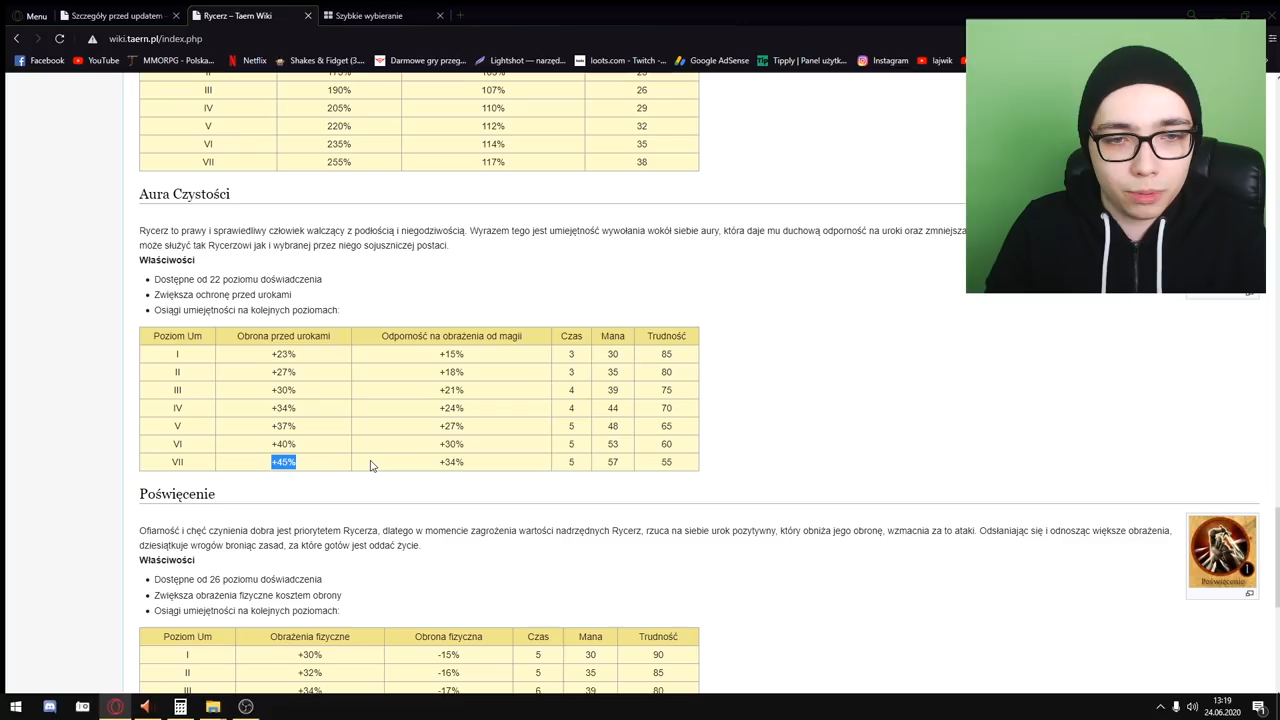 Menu
Szczegóły przed updatem
Rycerz – Taern Wiki
Szybkie wybieranie
wiki.taern.pl/index.php
Facebook
YouTube
MMORPG - Polska...
Netflix
Shakes & Fidget (3...
Darmowe gry przeg...
Lightshot — narzęd...
loots.com - Twitch -...
Google AdSense
Tipply | Panel użytk...
Instagram
lajwik
III 190% 107% 26
IV 205% 110% 29
V 220% 112% 32
VI 235% 114% 35
VII 255% 117% 38
Aura Czystości
Rycerz to prawy i sprawiedliwy człowiek walczący z podłością i niegodziwością. Wyrazem tego jest umiejętność wywołania wokół siebie aury, która daje mu duchową odporność na uroki oraz zmniejsza
może służyć tak Rycerzowi jak i wybranej przez niego sojuszniczej postaci.
Właściwości
Dostępne od 22 poziomu doświadczenia
Zwiększa ochronę przed urokami
Osiągi umiejętności na kolejnych poziomach:
Poziom Um Obrona przed urokami Odporność na obrażenia od magii Czas Mana Trudność
I +23% +15% 3 30 85
II +27% +18% 3 35 80
III +30% +21% 4 39 75
IV +34% +24% 4 44 70
V +37% +27% 5 48 65
VI +40% +30% 5 53 60
VII +45% +34% 5 57 55
Poświęcenie
Ofiarność i chęć czynienia dobra jest priorytetem Rycerza, dlatego w momencie zagrożenia wartości nadrzędnych Rycerz, rzuca na siebie urok pozytywny, który obniża jego obronę, wzmacnia za to ataki. Odsłaniając się i odnosząc większe obrażenia,
dziesiątkuje wrogów broniąc zasad, za które gotów jest oddać życie.
Właściwości
Dostępne od 26 poziomu doświadczenia
Zwiększa obrażenia fizyczne kosztem obrony
Osiągi umiejętności na kolejnych poziomach:
Poświęcenie
1
Poziom Um Obrażenia fizyczne Obrona fizyczna Czas Mana Trudność
I +30% -15% 5 30 90
II +32% -16% 5 35 85
III +34% -17% 6 39 80
13:19
24.06.2020